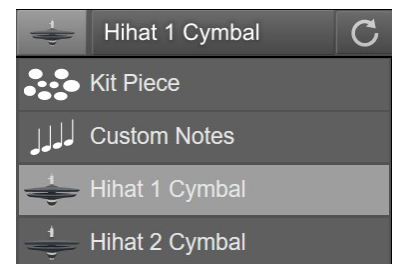 Hihat 1 Cymbal
Kit Piece
Custom Notes
Hihat 1 Cymbal
Hihat 2 Cymbal